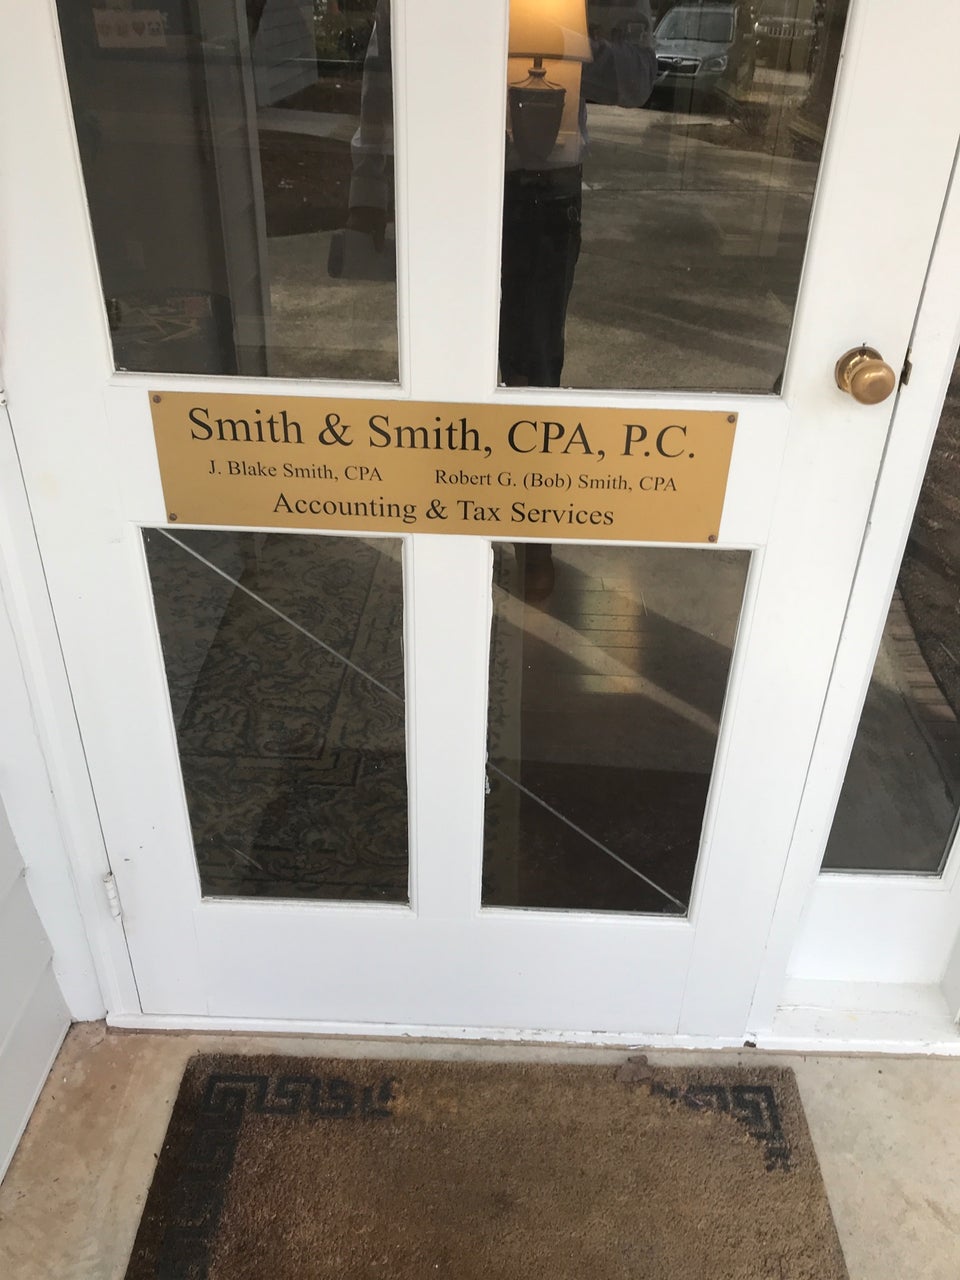 Smith & Smith, CPA, P.C.
J. Blake Smith, CPA Robert G. (Bob) Smith, CPA
Accounting & Tax Services